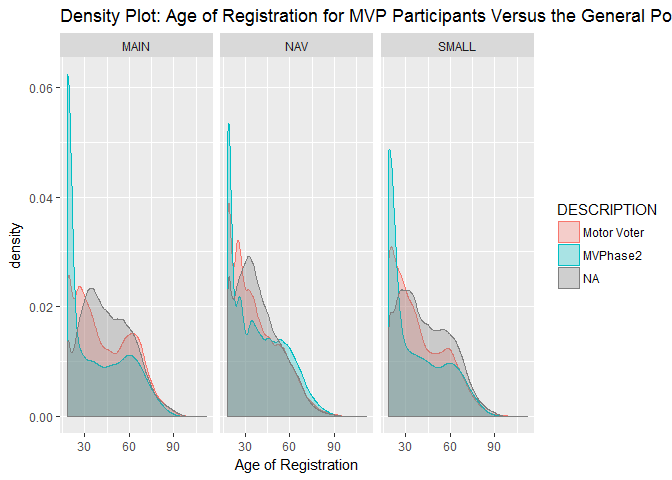 Density Plot: Age of Registration for MVP Participants Versus the General Po
MAIN NAV SMALL
0.06
0.04
0.02
0.00
density
30 60 90 30 60 90 30 60 90
Age of Registration
DESCRIPTION
Motor Voter
MVPhase2
NA